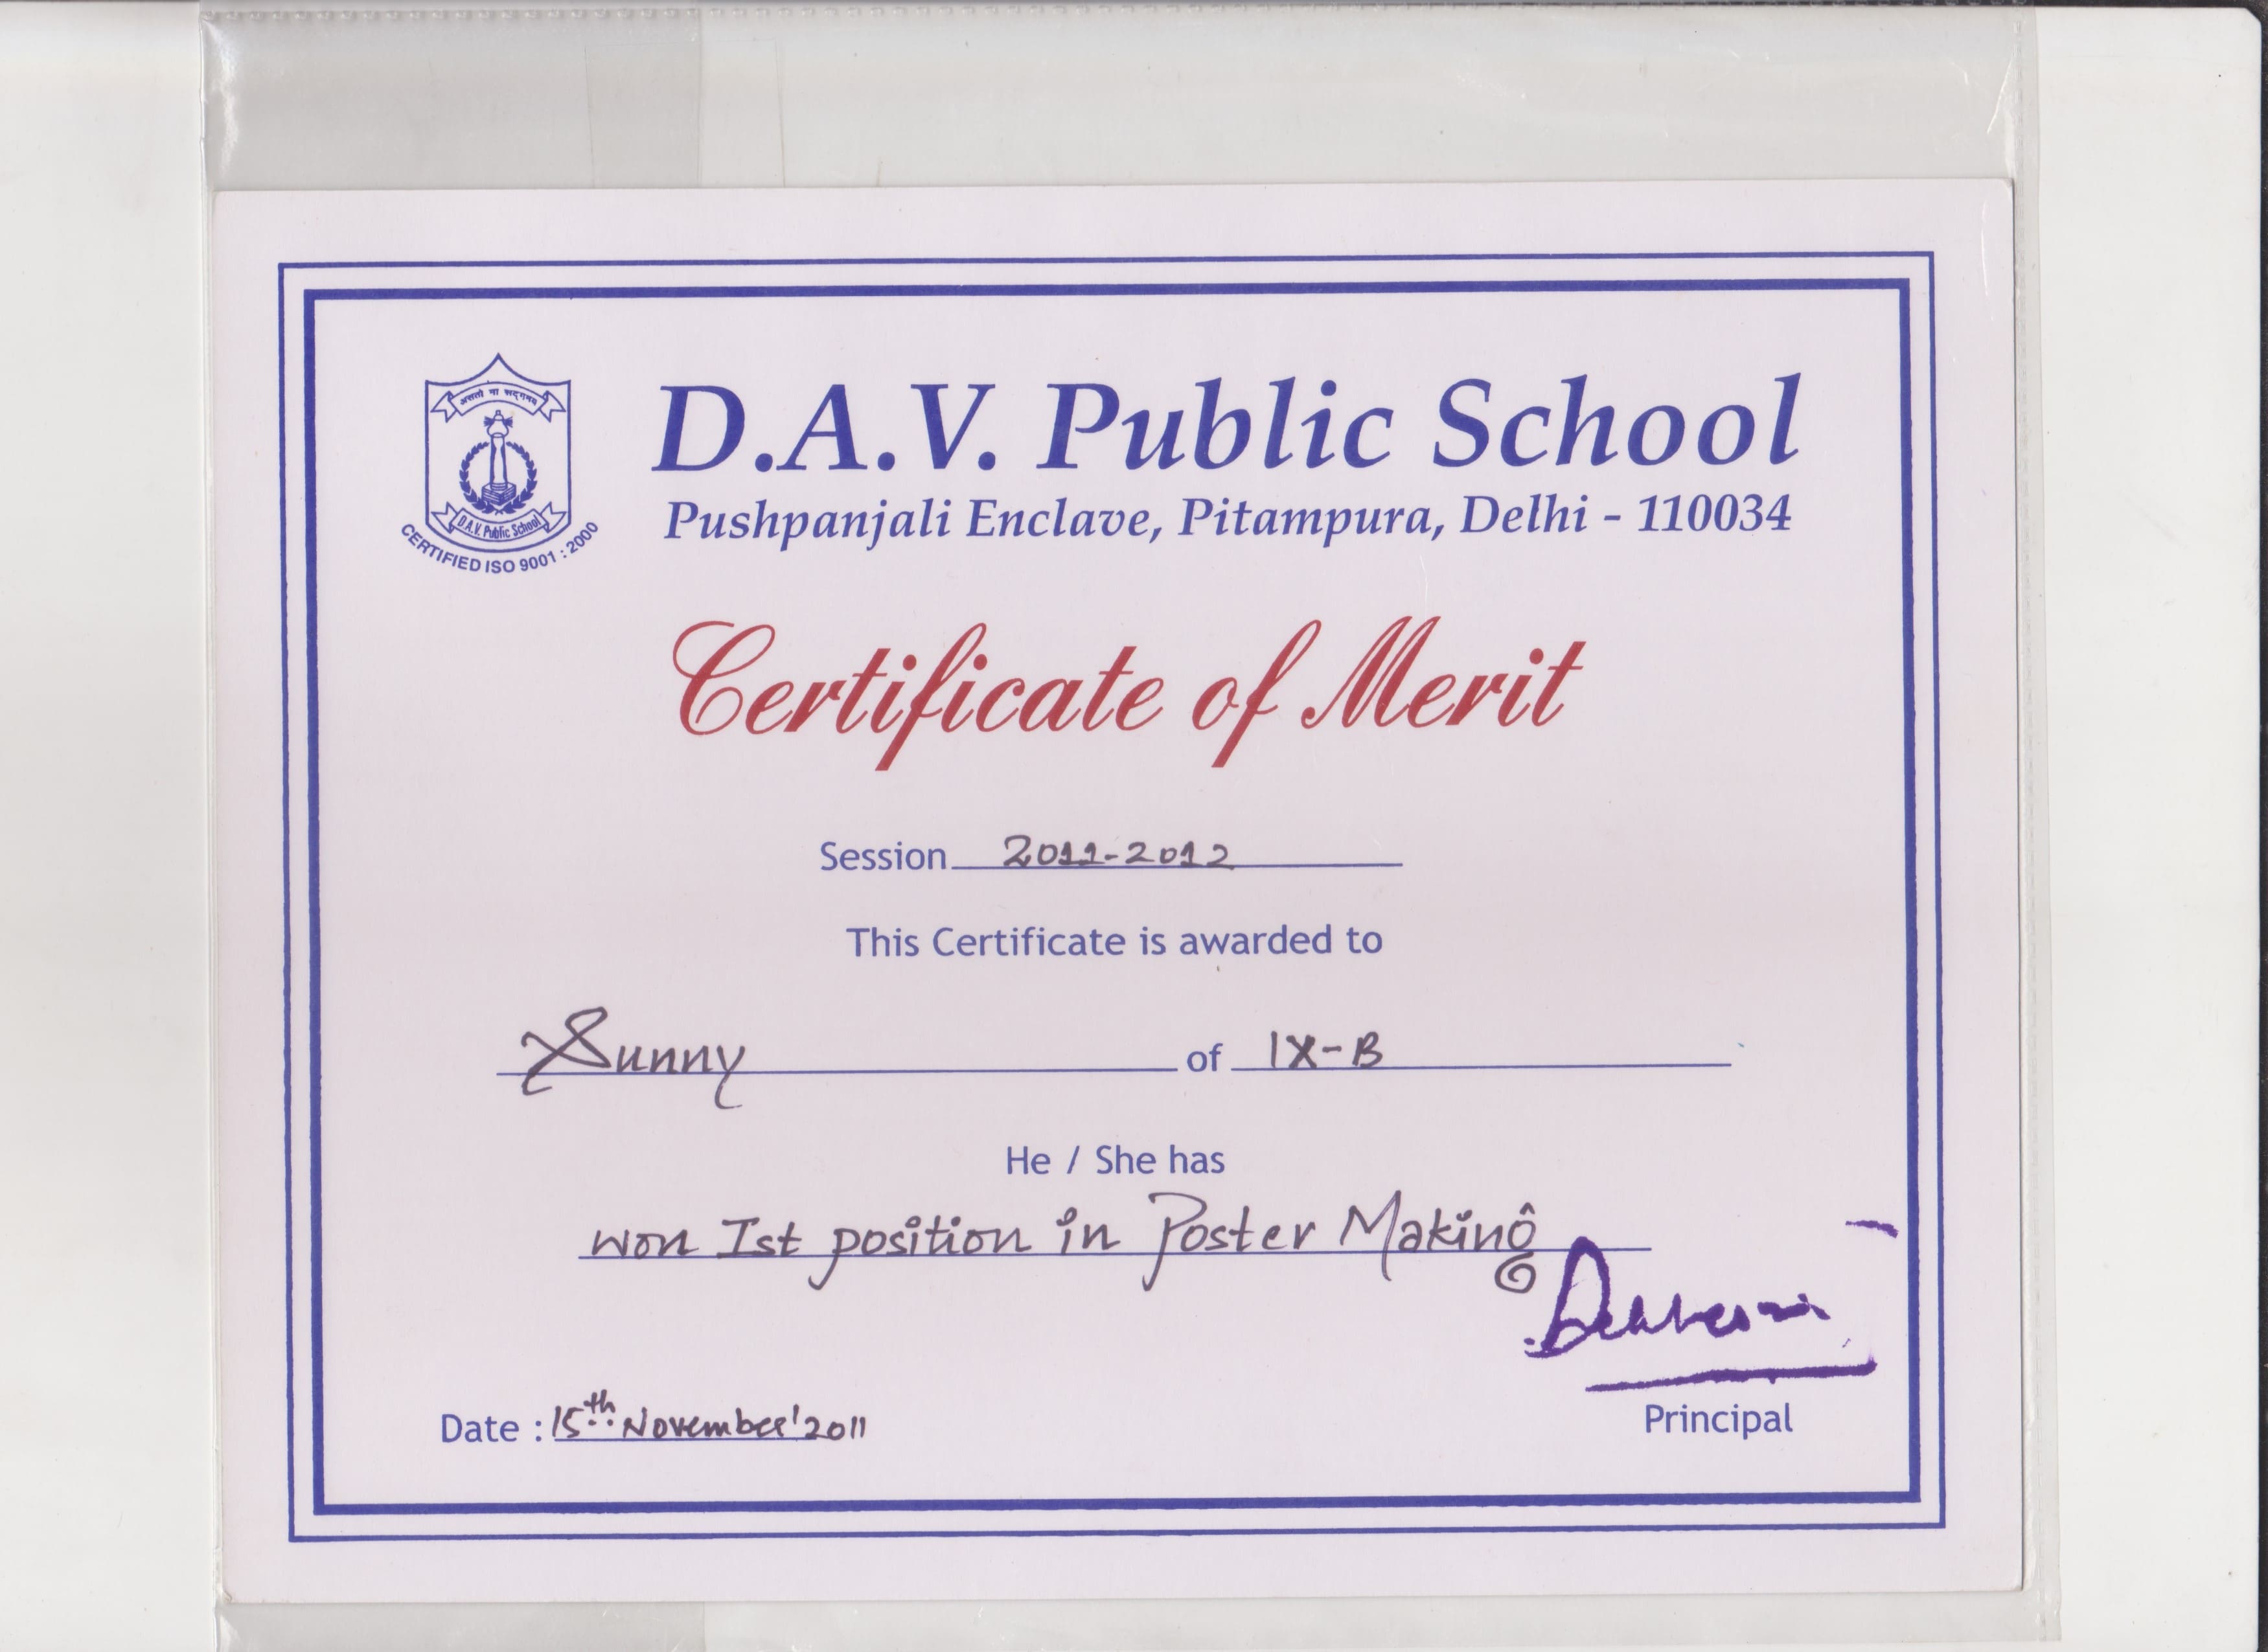 असतो मा सद्गमय
D.A.V. Public School
CERTIFIED ISO 9001 : 2000
D.A.V. Public School
Pushpanjali Enclave, Pitampura, Delhi - 110034
Certificate of Merit
Session 2011-2012
This Certificate is awarded to
Sunny of IX-B
He / She has
won Ist position in Poster Making
Date : 15th November'2011
Principal